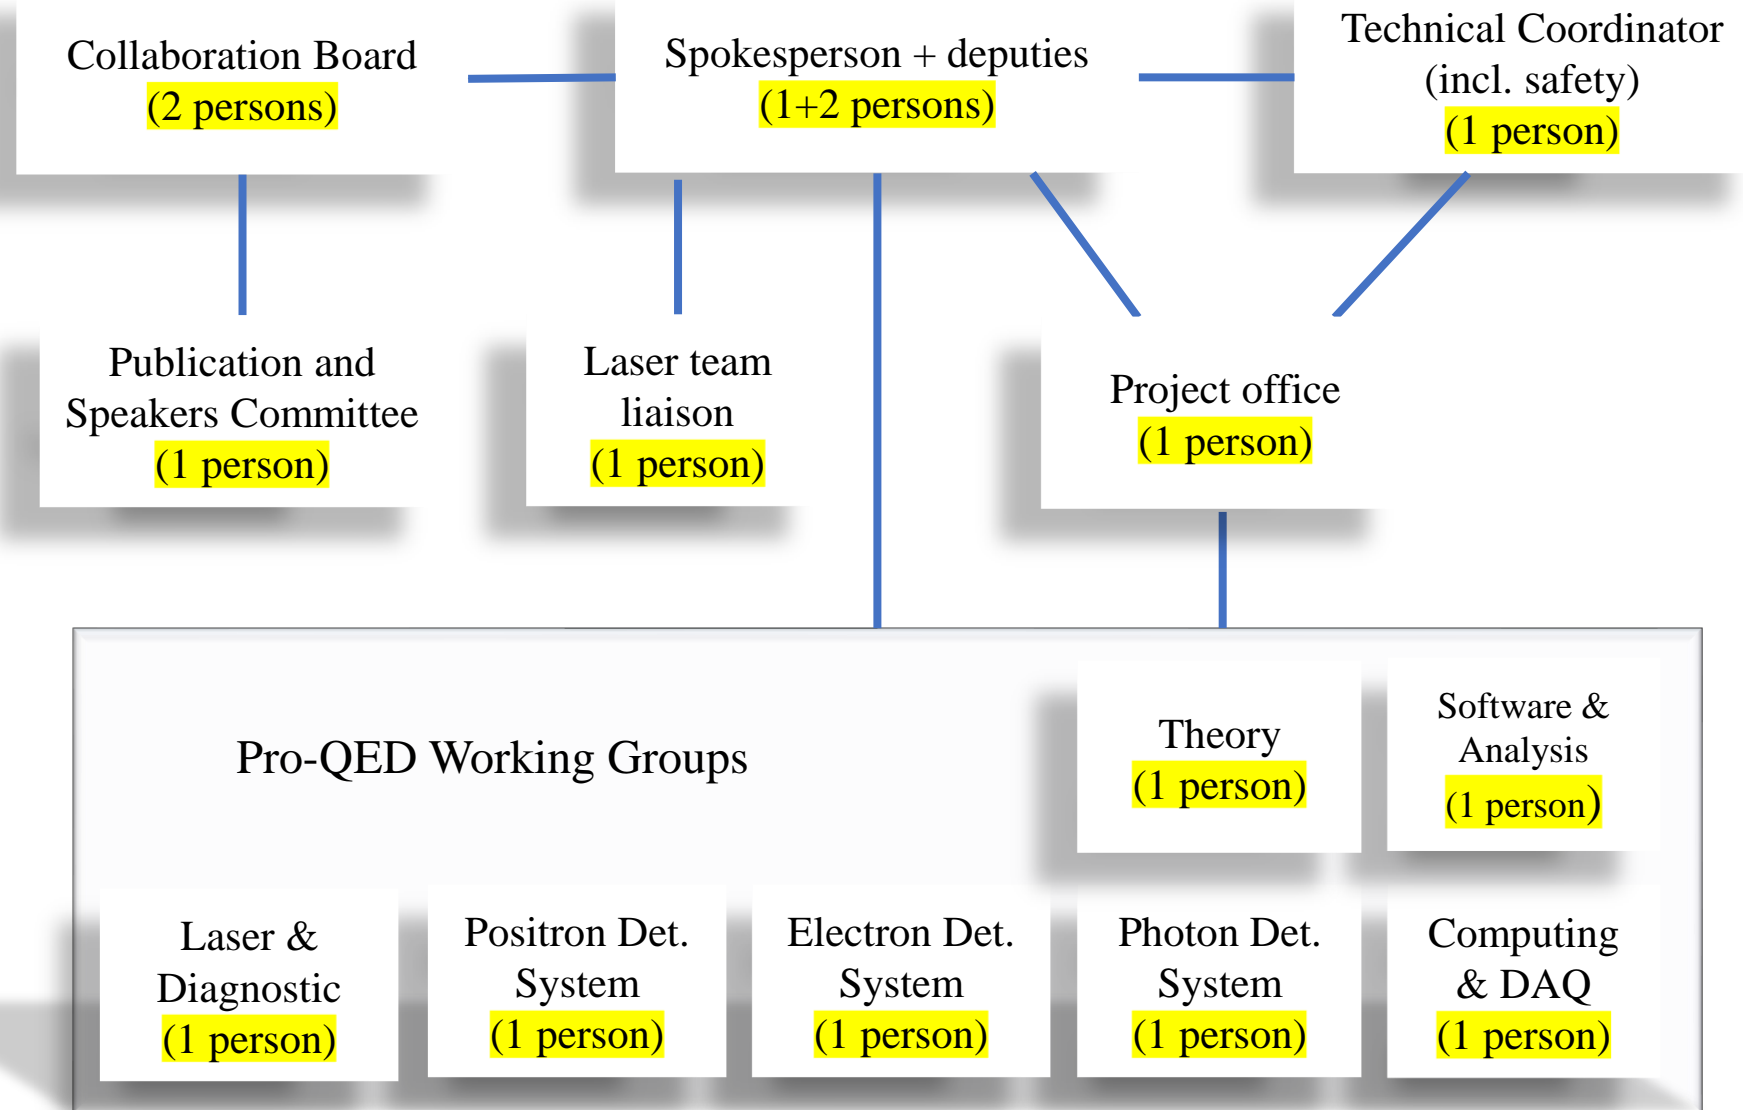 Collaboration Board
(2 persons)
Spokesperson + deputies
(1+2 persons)
Technical Coordinator
(incl. safety)
(1 person)
Publication and
Speakers Committee
(1 person)
Laser team
liaison
(1 person)
Project office
(1 person)
Pro-QED Working Groups
Theory
(1 person)
Software &
Analysis
(1 person)
Laser &
Diagnostic
(1 person)
Positron Det.
System
(1 person)
Electron Det.
System
(1 person)
Photon Det.
System
(1 person)
Computing
& DAQ
(1 person)